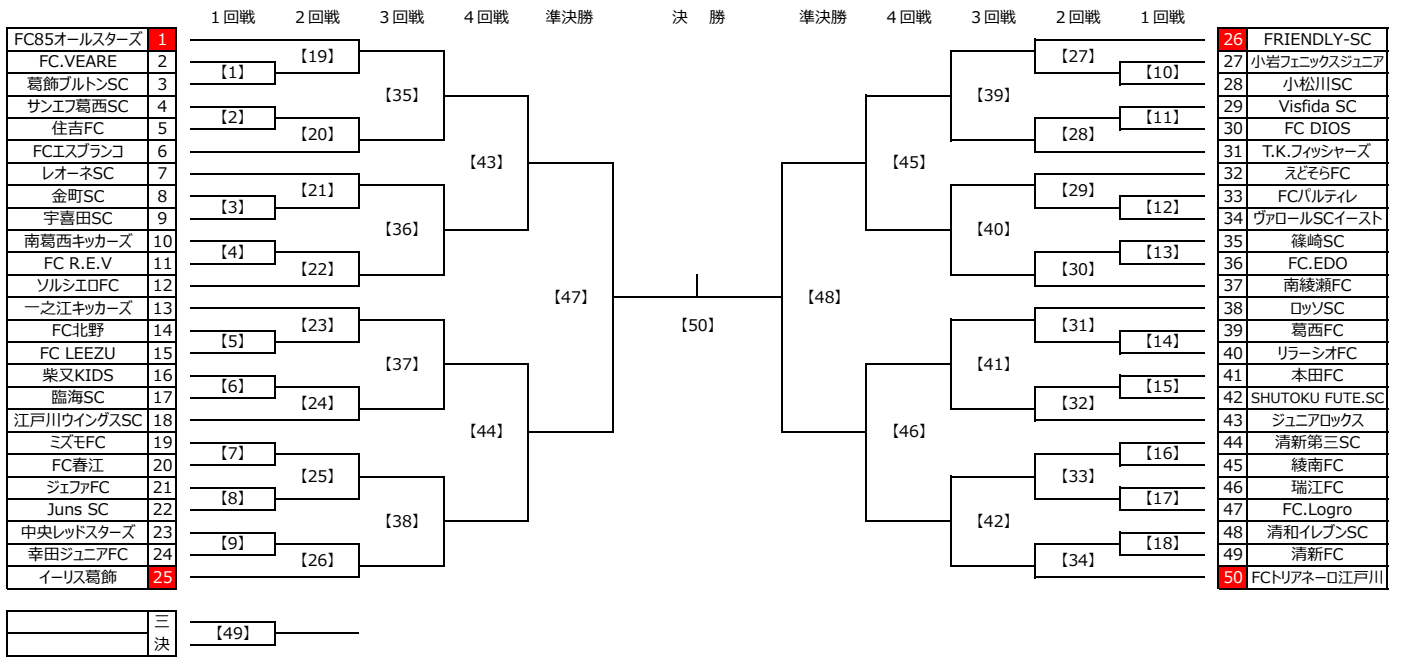 １回戦 ２回戦 ３回戦 ４回戦 準決勝 決　勝 準決勝 ４回戦 ３回戦 ２回戦 １回戦
FC85オールスターズ 1
FC.VEARE 2
葛飾ブルトンSC 3
サンエフ葛西SC 4
住吉FC 5
FCエスブランコ 6
レオーネSC 7
金町SC 8
宇喜田SC 9
南葛西キッカーズ 10
FC R.E.V 11
ソルシエロFC 12
一之江キッカーズ 13
FC北野 14
FC LEEZU 15
柴又KIDS 16
臨海SC 17
江戸川ウイングスSC 18
ミズモFC 19
FC春江 20
ジェファFC 21
Juns SC 22
中央レッドスターズ 23
幸田ジュニアFC 24
イーリス葛飾 25
【1】
【2】
【3】
【4】
【5】
【6】
【7】
【8】
【9】
【19】
【20】
【21】
【22】
【23】
【24】
【25】
【26】
【35】
【36】
【37】
【38】
【43】
【44】
【47】
【50】
【48】
【45】
【46】
【39】
【40】
【41】
【42】
【27】
【28】
【29】
【30】
【31】
【32】
【33】
【34】
【10】
【11】
【12】
【13】
【14】
【15】
【16】
【17】
【18】
26 FRIENDLY-SC
27 小岩フェニックスジュニア
28 小松川SC
29 Visfida SC
30 FC DIOS
31 T.K.フィッシャーズ
32 えどそらFC
33 FCパルティレ
34 ヴァロールSCイースト
35 篠崎SC
36 FC.EDO
37 南綾瀬FC
38 ロッソSC
39 葛西FC
40 リラーシオFC
41 本田FC
42 SHUTOKU FUTE.SC
43 ジュニアロックス
44 清新第三SC
45 綾南FC
46 瑞江FC
47 FC.Logro
48 清和イレブンSC
49 清新FC
50 FCトリアネーロ江戸川
三
決
【49】